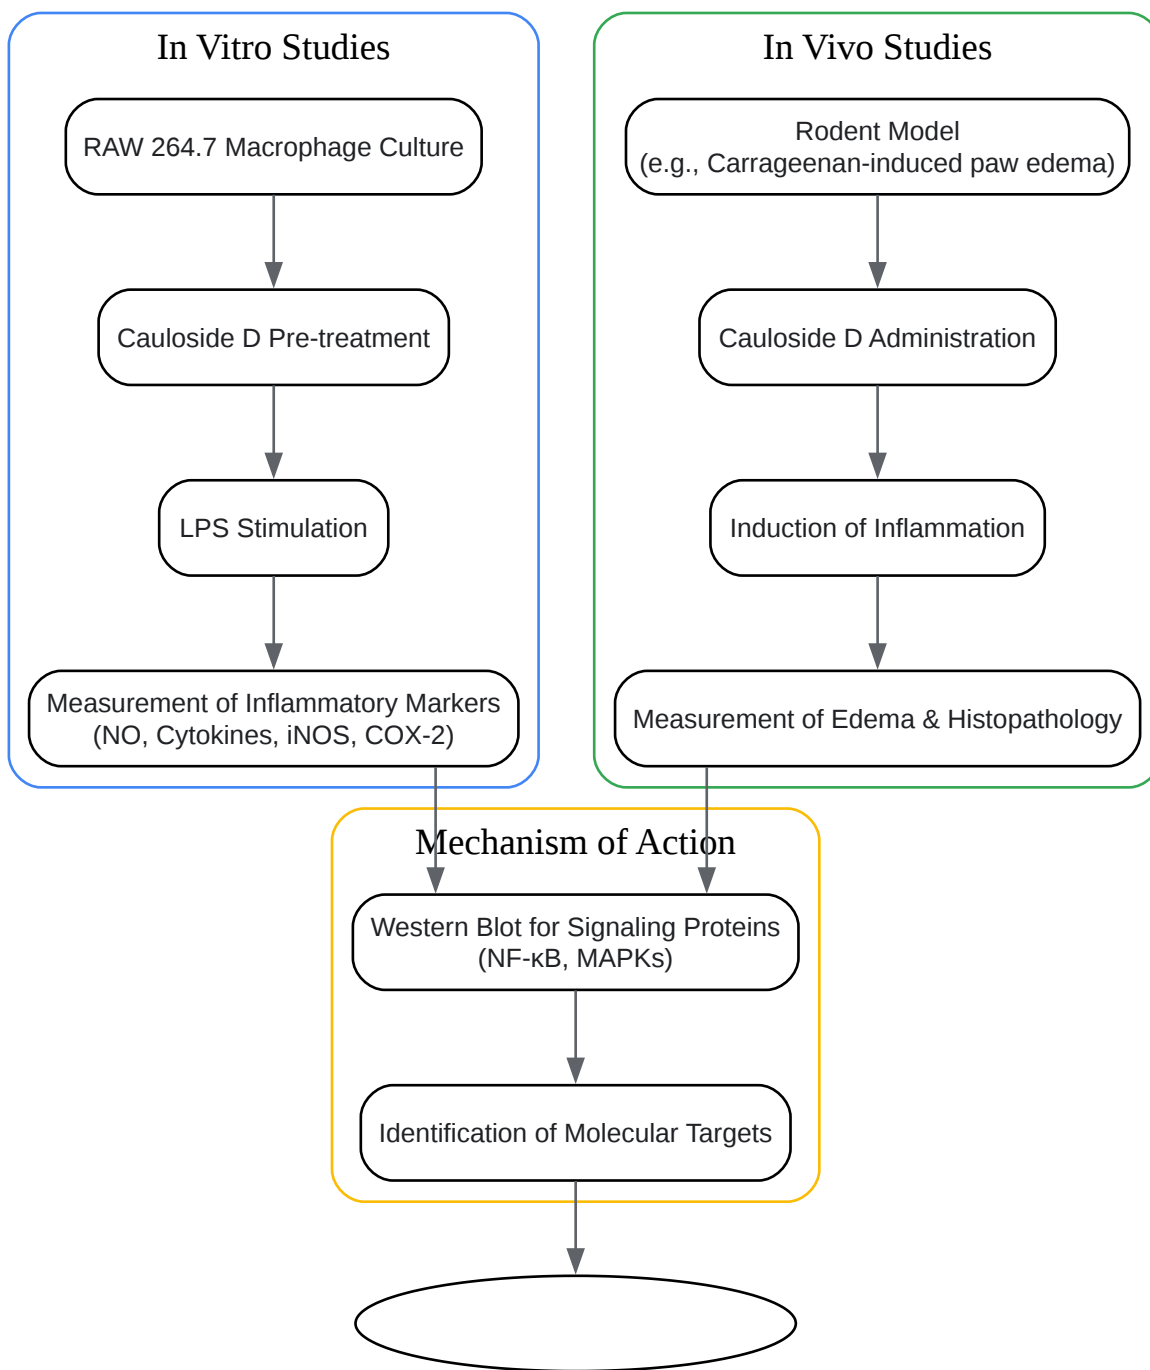 In Vitro Studies
RAW 264.7 Macrophage Culture
Cauloside D Pre-treatment
LPS Stimulation
Measurement of Inflammatory Markers
(NO, Cytokines, iNOS, COX-2)
In Vivo Studies
Rodent Model
(e.g., Carrageenan-induced paw edema)
Cauloside D Administration
Induction of Inflammation
Measurement of Edema & Histopathology
Mechanism of Action
Western Blot for Signaling Proteins
(NF-κB, MAPKs)
Identification of Molecular Targets